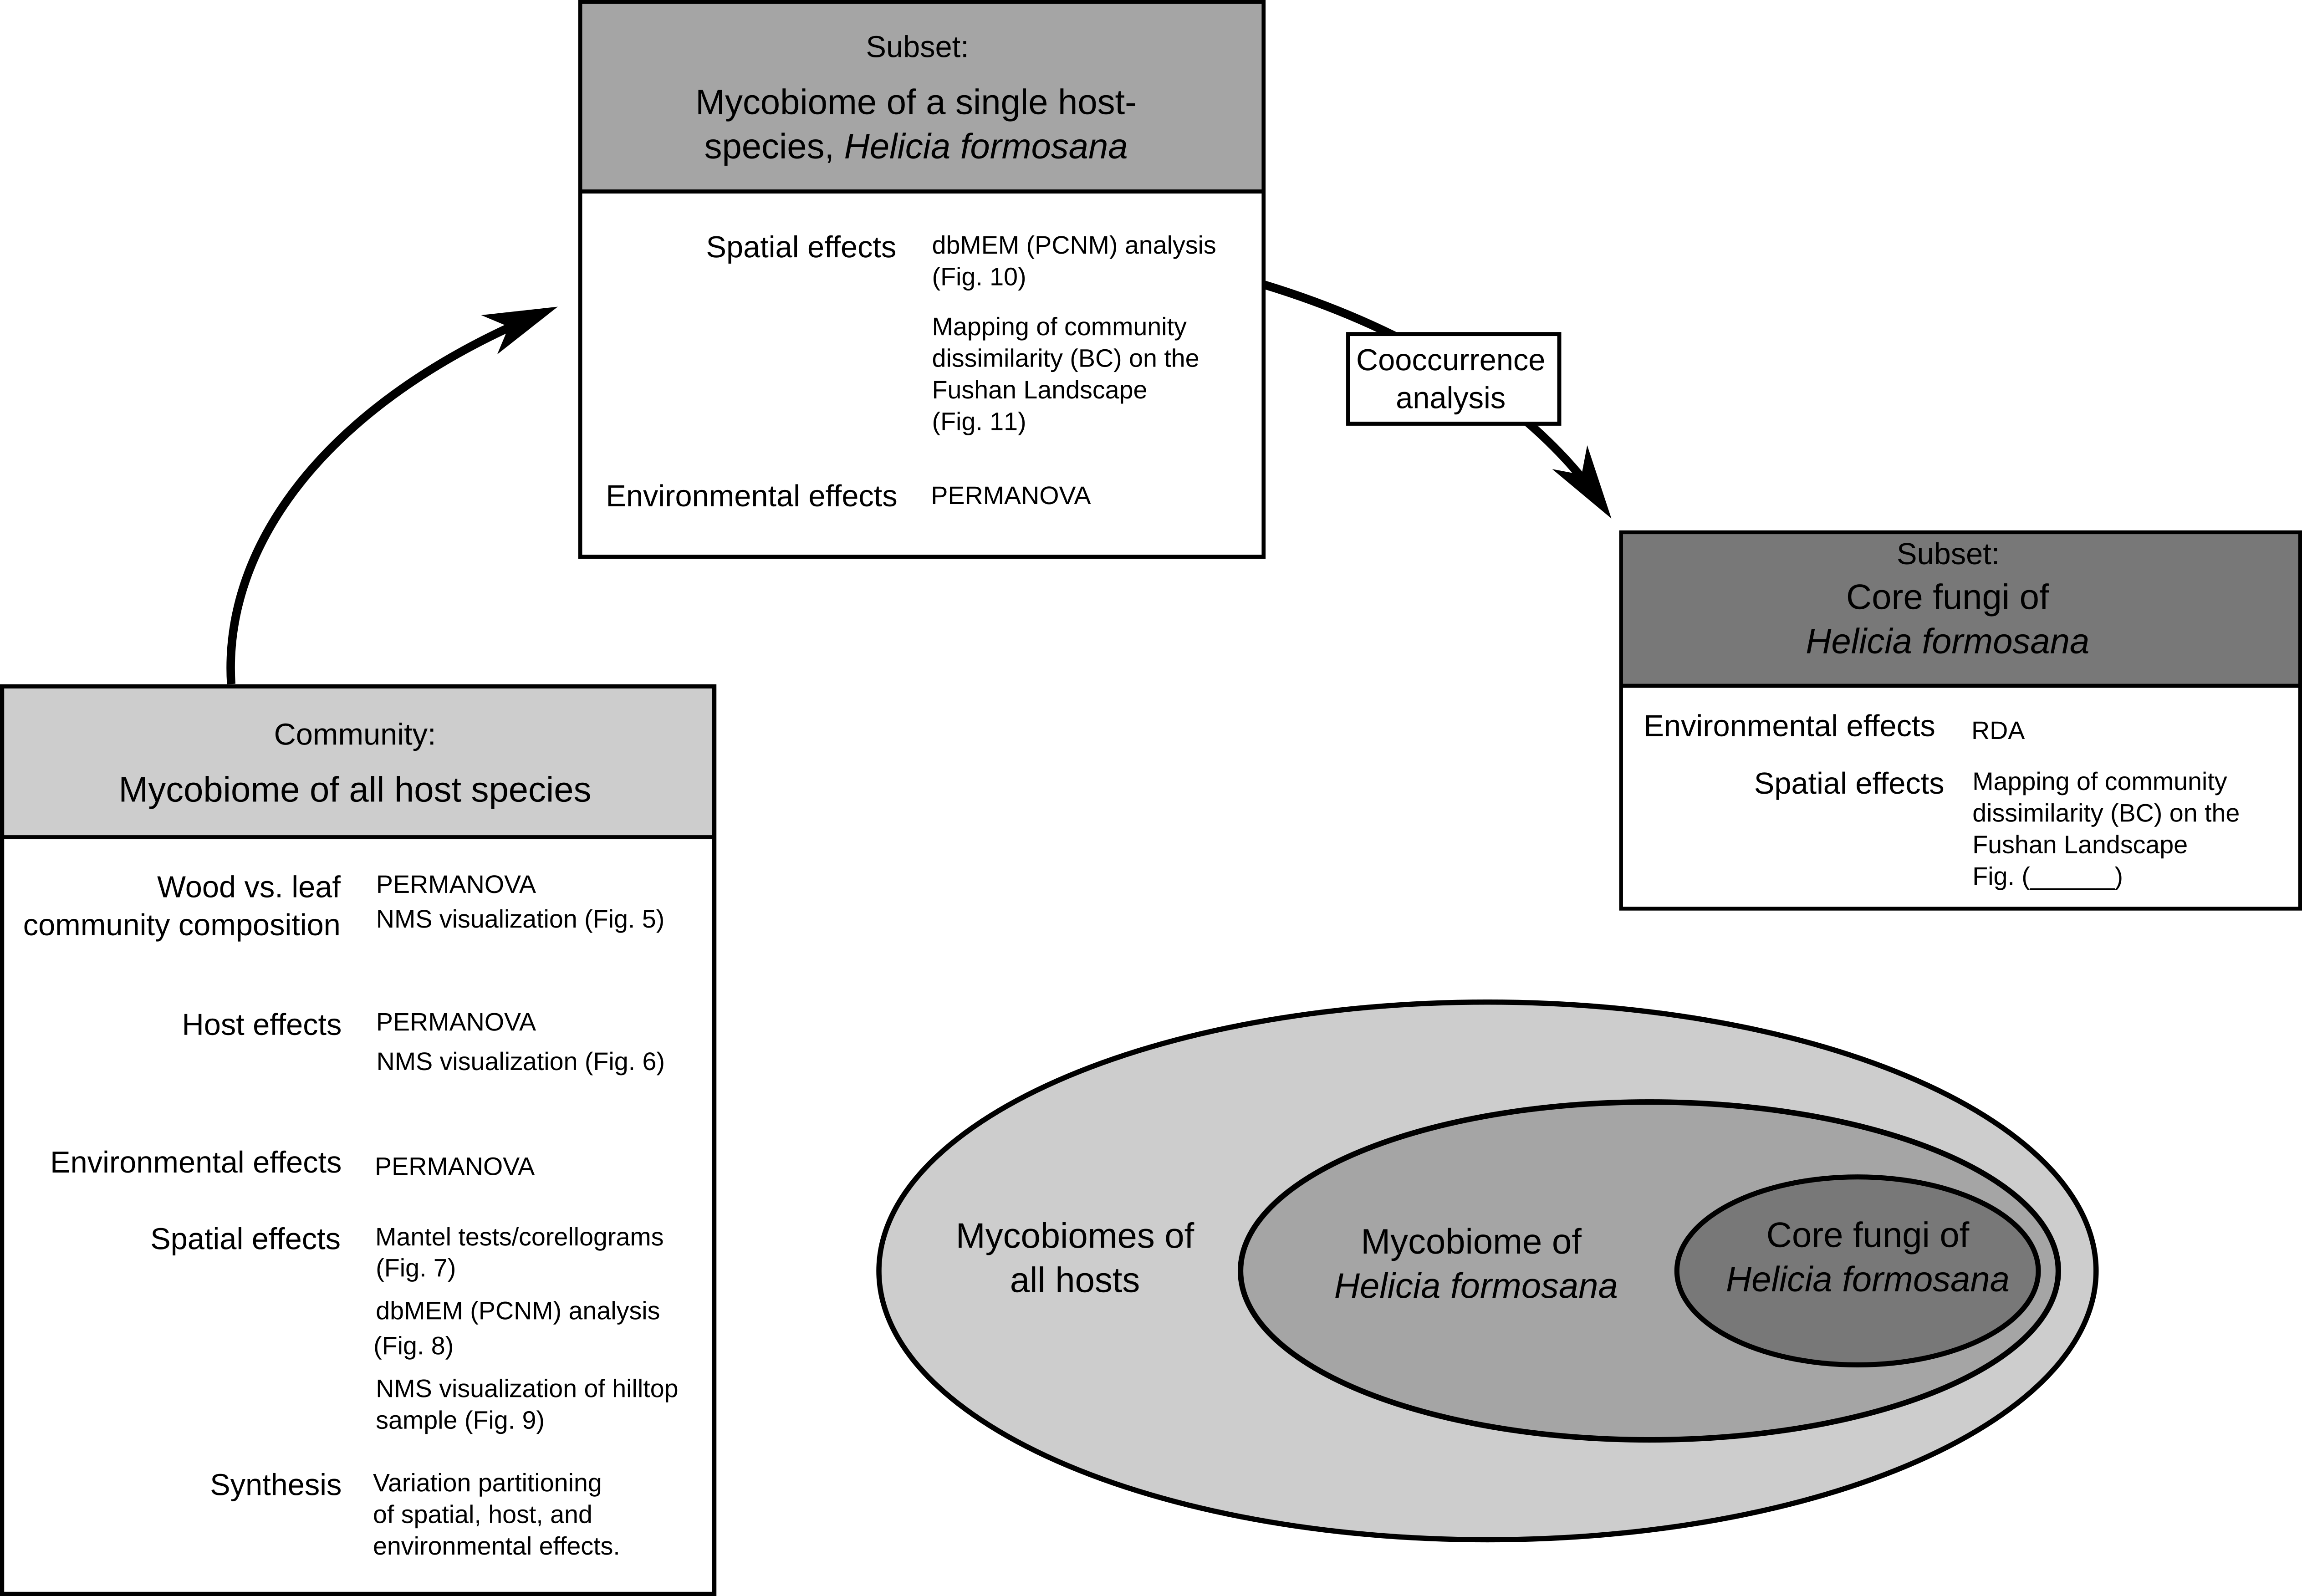 Subset:
Mycobiome of a single host-
species, Helicia formosana
Spatial effects
dbMEM (PCNM) analysis
(Fig. 10)
Mapping of community
dissimilarity (BC) on the
Fushan Landscape
(Fig. 11)
Environmental effects
PERMANOVA
Cooccurrence
analysis
Subset:
Core fungi of
Helicia formosana
Environmental effects
RDA
Spatial effects
Mapping of community
dissimilarity (BC) on the
Fushan Landscape
Fig. (______)
Community:
Mycobiome of all host species
Wood vs. leaf
community composition
PERMANOVA
NMS visualization (Fig. 5)
Host effects
PERMANOVA
NMS visualization (Fig. 6)
Environmental effects
PERMANOVA
Spatial effects
Mantel tests/corellograms
(Fig. 7)
dbMEM (PCNM) analysis
(Fig. 8)
NMS visualization of hilltop
sample (Fig. 9)
Synthesis
Variation partitioning
of spatial, host, and
environmental effects.
Mycobiomes of
all hosts
Mycobiome of
Helicia formosana
Core fungi of
Helicia formosana